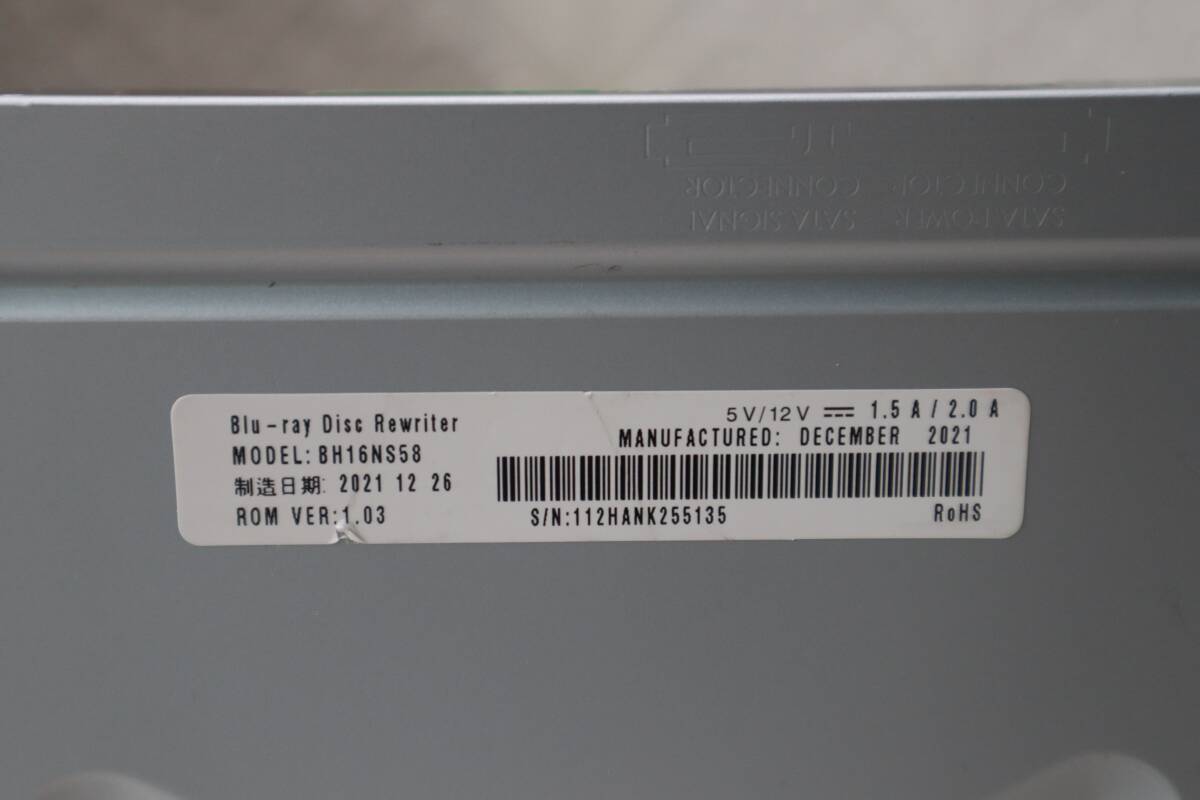 SATA POWER SATA SIGNAL
CONNECTOR CONNECTOR
Blu-ray Disc Rewriter
MODEL: BH16NS58
制造日期: 2021 12 26
ROM VER:1.03
5V/12V ⎓ 1.5 A / 2.0 A
MANUFACTURED: DECEMBER 2021
S/N:112HANK255135
RoHS